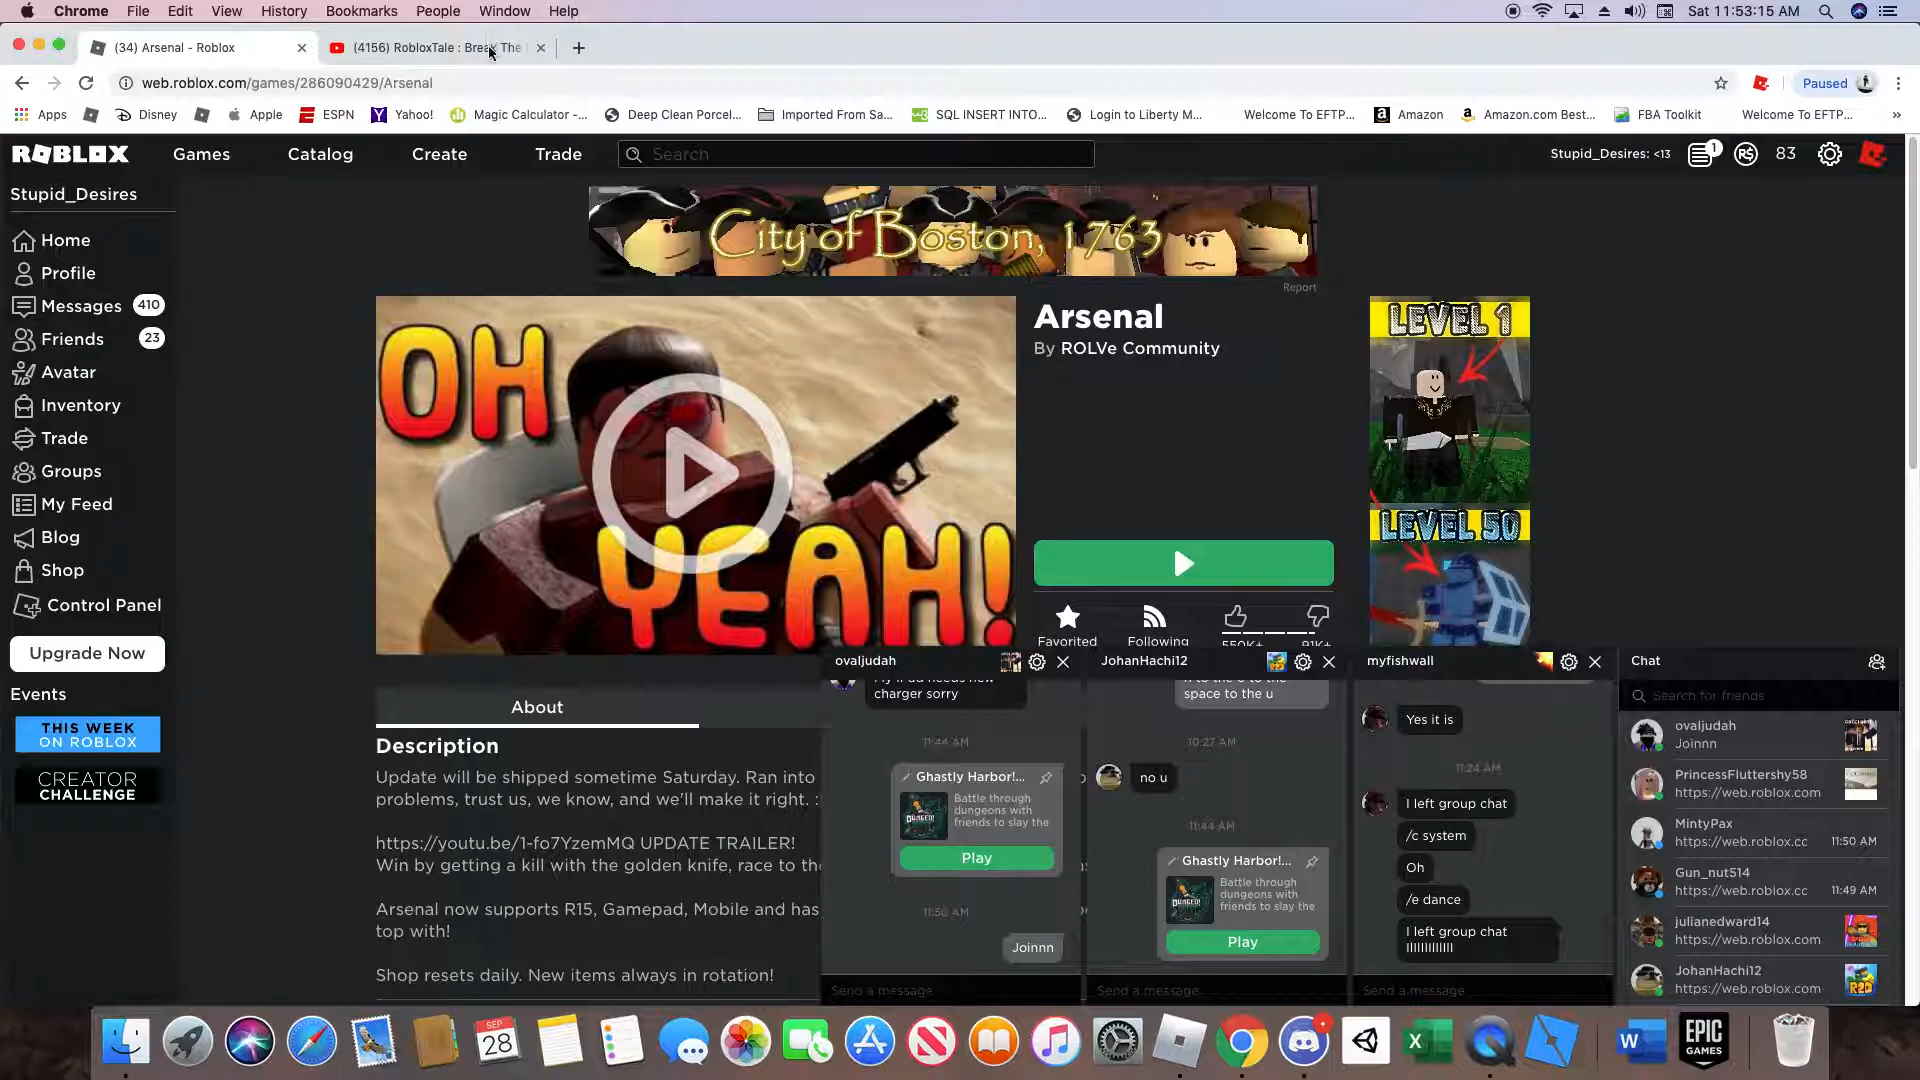 Chrome File Edit View History Bookmarks People Window Help Sat 11:53:15 AM
(34) Arsenal - Roblox (4156) RobloxTale : Break The
web.roblox.com/games/286090429/Arsenal Paused
Apps Disney Apple ESPN Yahoo! Magic Calculator -... Deep Clean Porcel... Imported From Sa... SQL INSERT INTO... Login to Liberty M... Welcome To EFTP... Amazon Amazon.com Best... FBA Toolkit Welcome To EFTP... »
ROBLOX Games Catalog Create Trade Search Stupid_Desires: <13 1 83
Stupid_Desires
Home
Profile
Messages 410
Friends 23
Avatar
Inventory
Trade
Groups
My Feed
Blog
Shop
Control Panel
Upgrade Now
Events
THIS WEEK
ON ROBLOX
CREATOR
CHALLENGE
City of Boston, 1763
Report
OH
YEAH!
Arsenal
By ROLVe Community
Favorited Following
LEVEL 1
LEVEL 50
About
Description
Update will be shipped sometime Saturday. Ran into
problems, trust us, we know, and we'll make it right. :
https://youtu.be/1-fo7YzemMQ UPDATE TRAILER!
Win by getting a kill with the golden knife, race to the
Arsenal now supports R15, Gamepad, Mobile and has
top with!
Shop resets daily. New items always in rotation!
ovaljudah
charger sorry
11:44 AM
Ghastly Harbor!...
Battle through
dungeons with
friends to slay the
Play
11:50 AM
Joinnn
Send a message
JohanHachi12
space to the u
10:27 AM
no u
11:44 AM
Ghastly Harbor!...
Battle through
dungeons with
friends to slay the
Play
Send a message
myfishwall
Yes it is
11:24 AM
I left group chat
/c system
Oh
/e dance
I left group chat
llllllllllll
Send a message
Chat
Search for friends
ovaljudah
Joinnn
PrincessFluttershy58
https://web.roblox.com
MintyPax
https://web.roblox.cc 11:50 AM
Gun_nut514
https://web.roblox.cc 11:49 AM
julianedward14
https://web.roblox.com
JohanHachi12
https://web.roblox.com
SEP
28
EPIC
GAMES